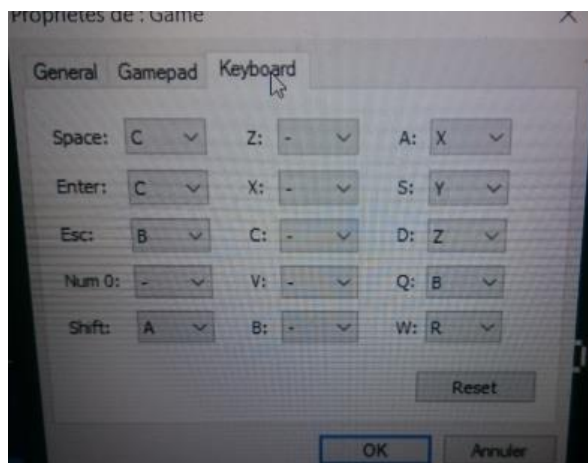 Propriétés de : Game
General Gamepad Keyboard
Space: C Z: - A: X
Enter: C X: - S: Y
Esc: B C: - D: Z
Num 0: - V: - Q: B
Shift: A B: - W: R
Reset
OK Annuler